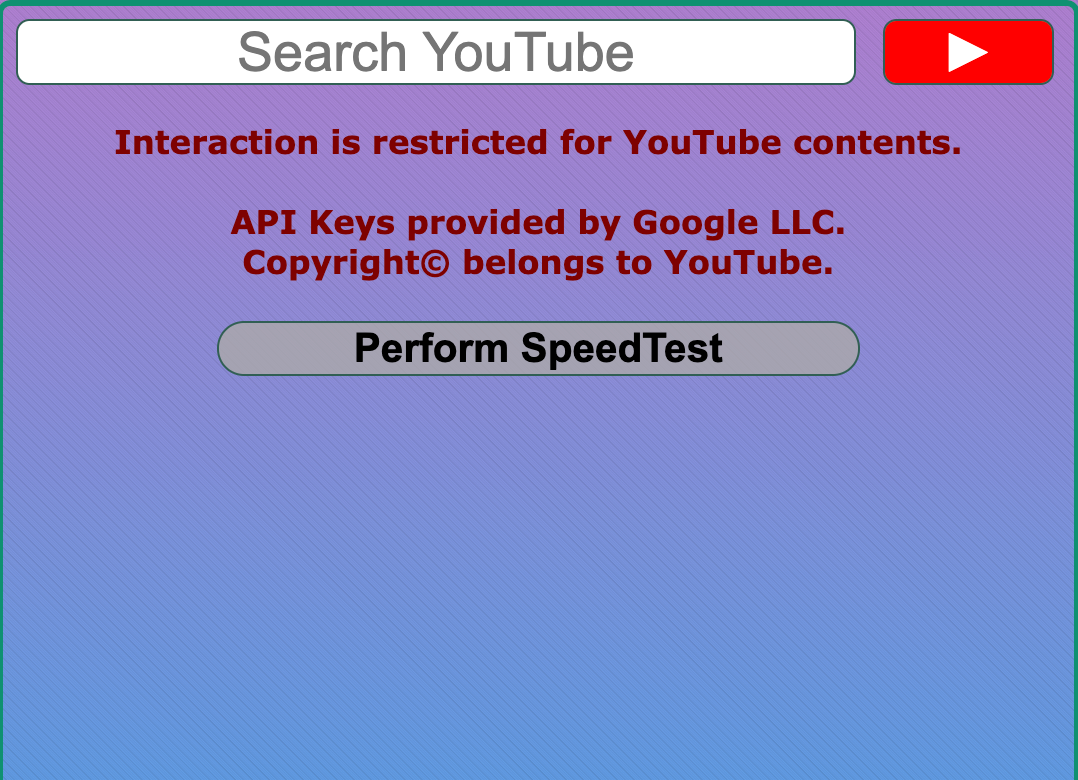 Search YouTube
Interaction is restricted for YouTube contents.
API Keys provided by Google LLC.
Copyright© belongs to YouTube.
Perform SpeedTest